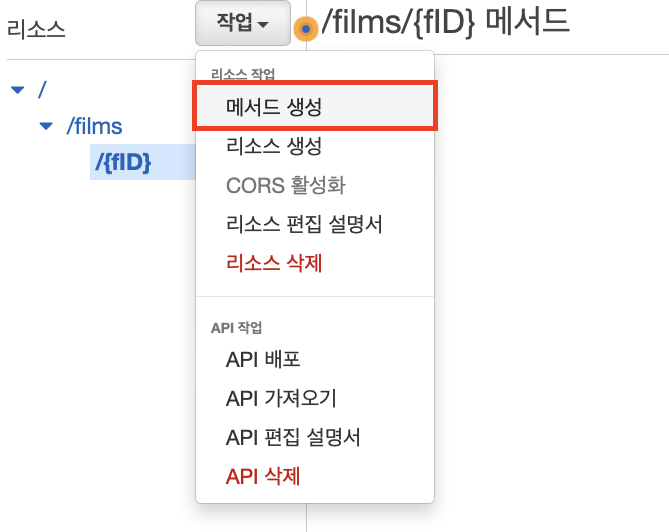 리소스
작업
/films/{fID} 메서드
/
/films
/{fID}
리소스 작업
메서드 생성
리소스 생성
CORS 활성화
리소스 편집 설명서
리소스 삭제
API 작업
API 배포
API 가져오기
API 편집 설명서
API 삭제